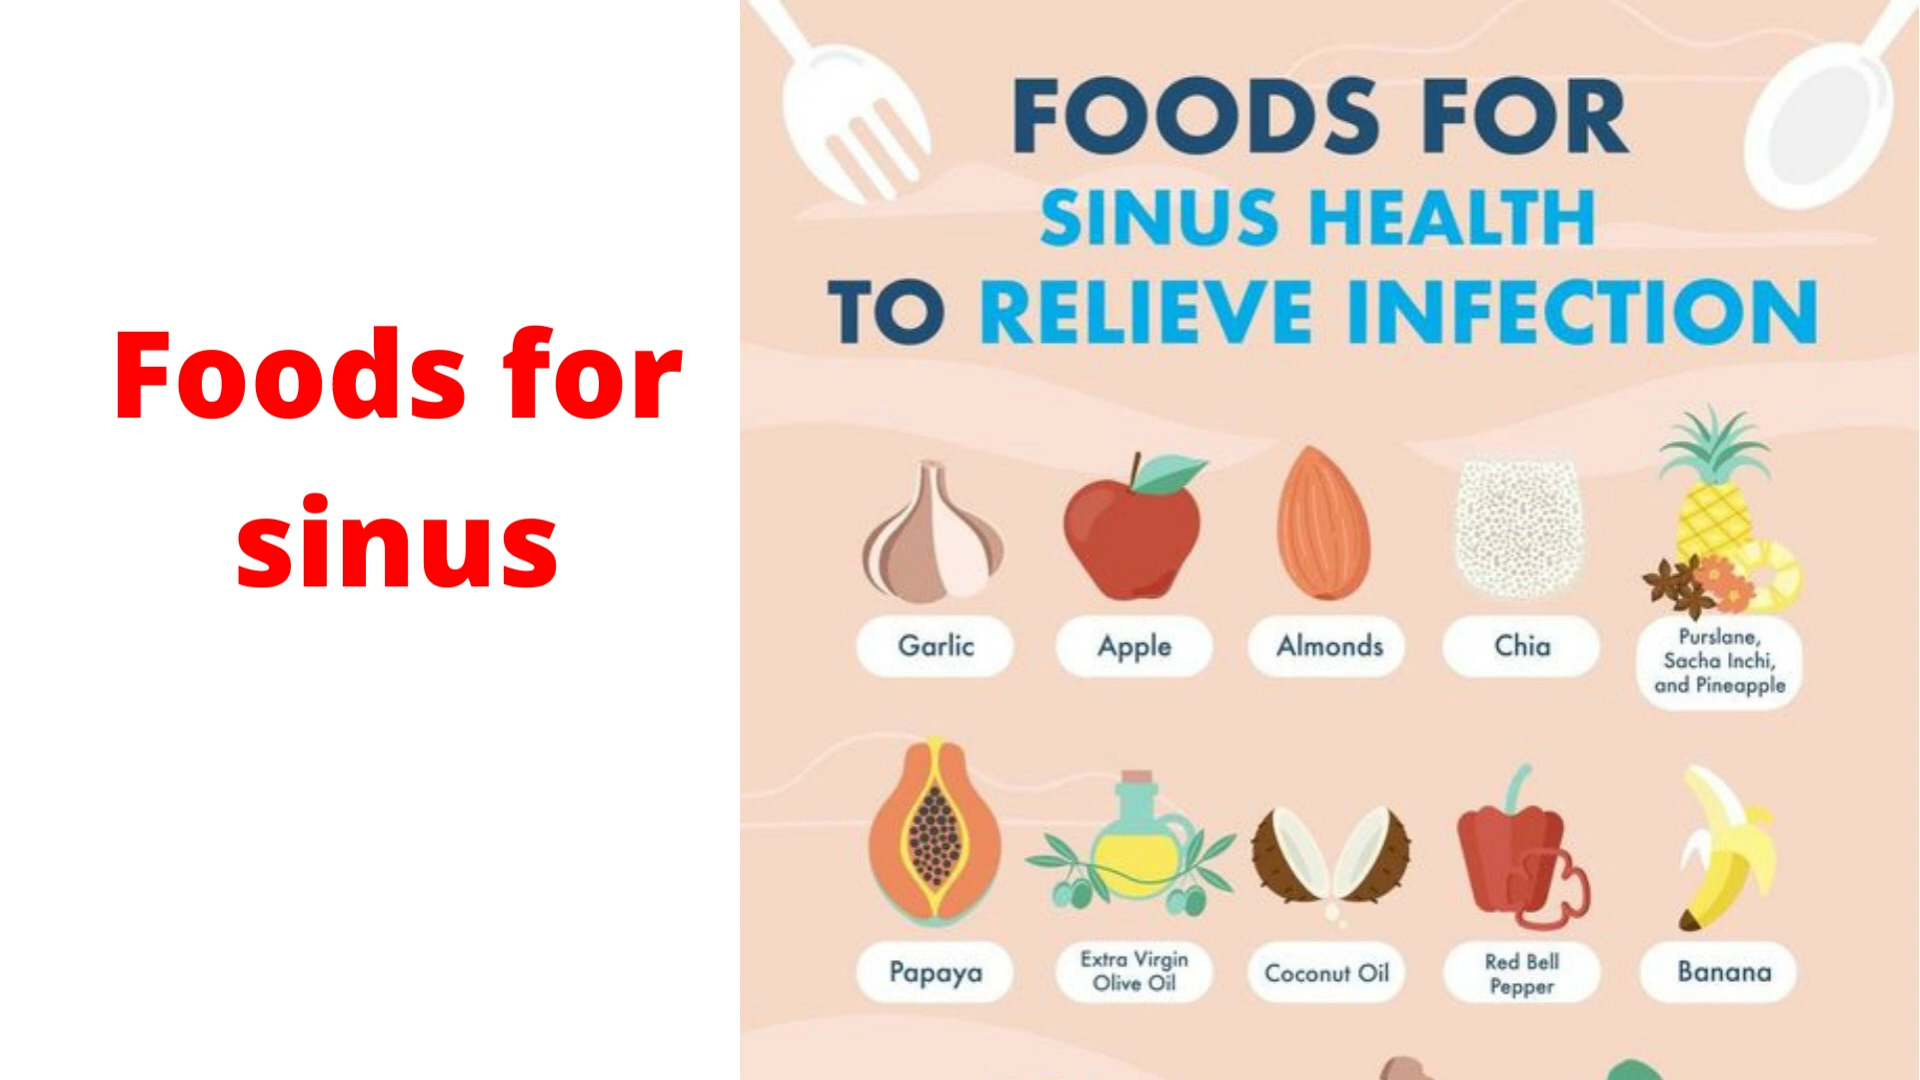 Foods for
sinus
FOODS FOR
SINUS HEALTH
TO RELIEVE INFECTION
Garlic
Apple
Almonds
Chia
Purslane,
Sacha Inchi,
and Pineapple
Papaya
Extra Virgin
Olive Oil
Coconut Oil
Red Bell
Pepper
Banana